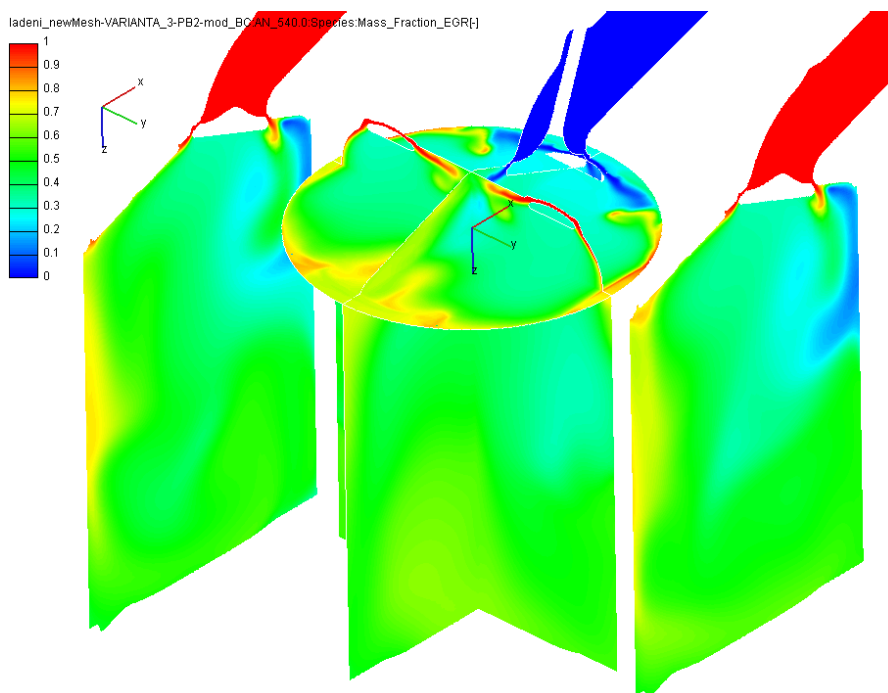 ladeni_newMesh-VARIANTA_3-PB2-mod_BC:AN_540.0:Species:Mass_Fraction_EGR[-]
1
0.9
0.8
0.7
0.6
0.5
0.4
0.3
0.2
0.1
0
x
y
z
x
y
z